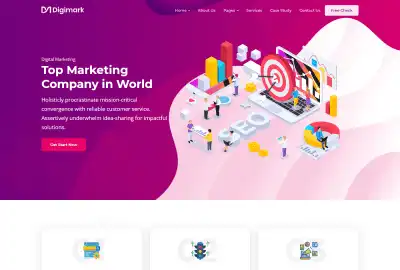 Digimark
Home
About Us
Pages
Services
Case Study
Contact Us
Free Check
Digital Marketing
Top Marketing
Company in World
Holisticly procrastinate mission-critical
convergence with reliable customer service.
Assertively underwhelm idea-sharing for impactful
solutions.
Get Start Now
SEO